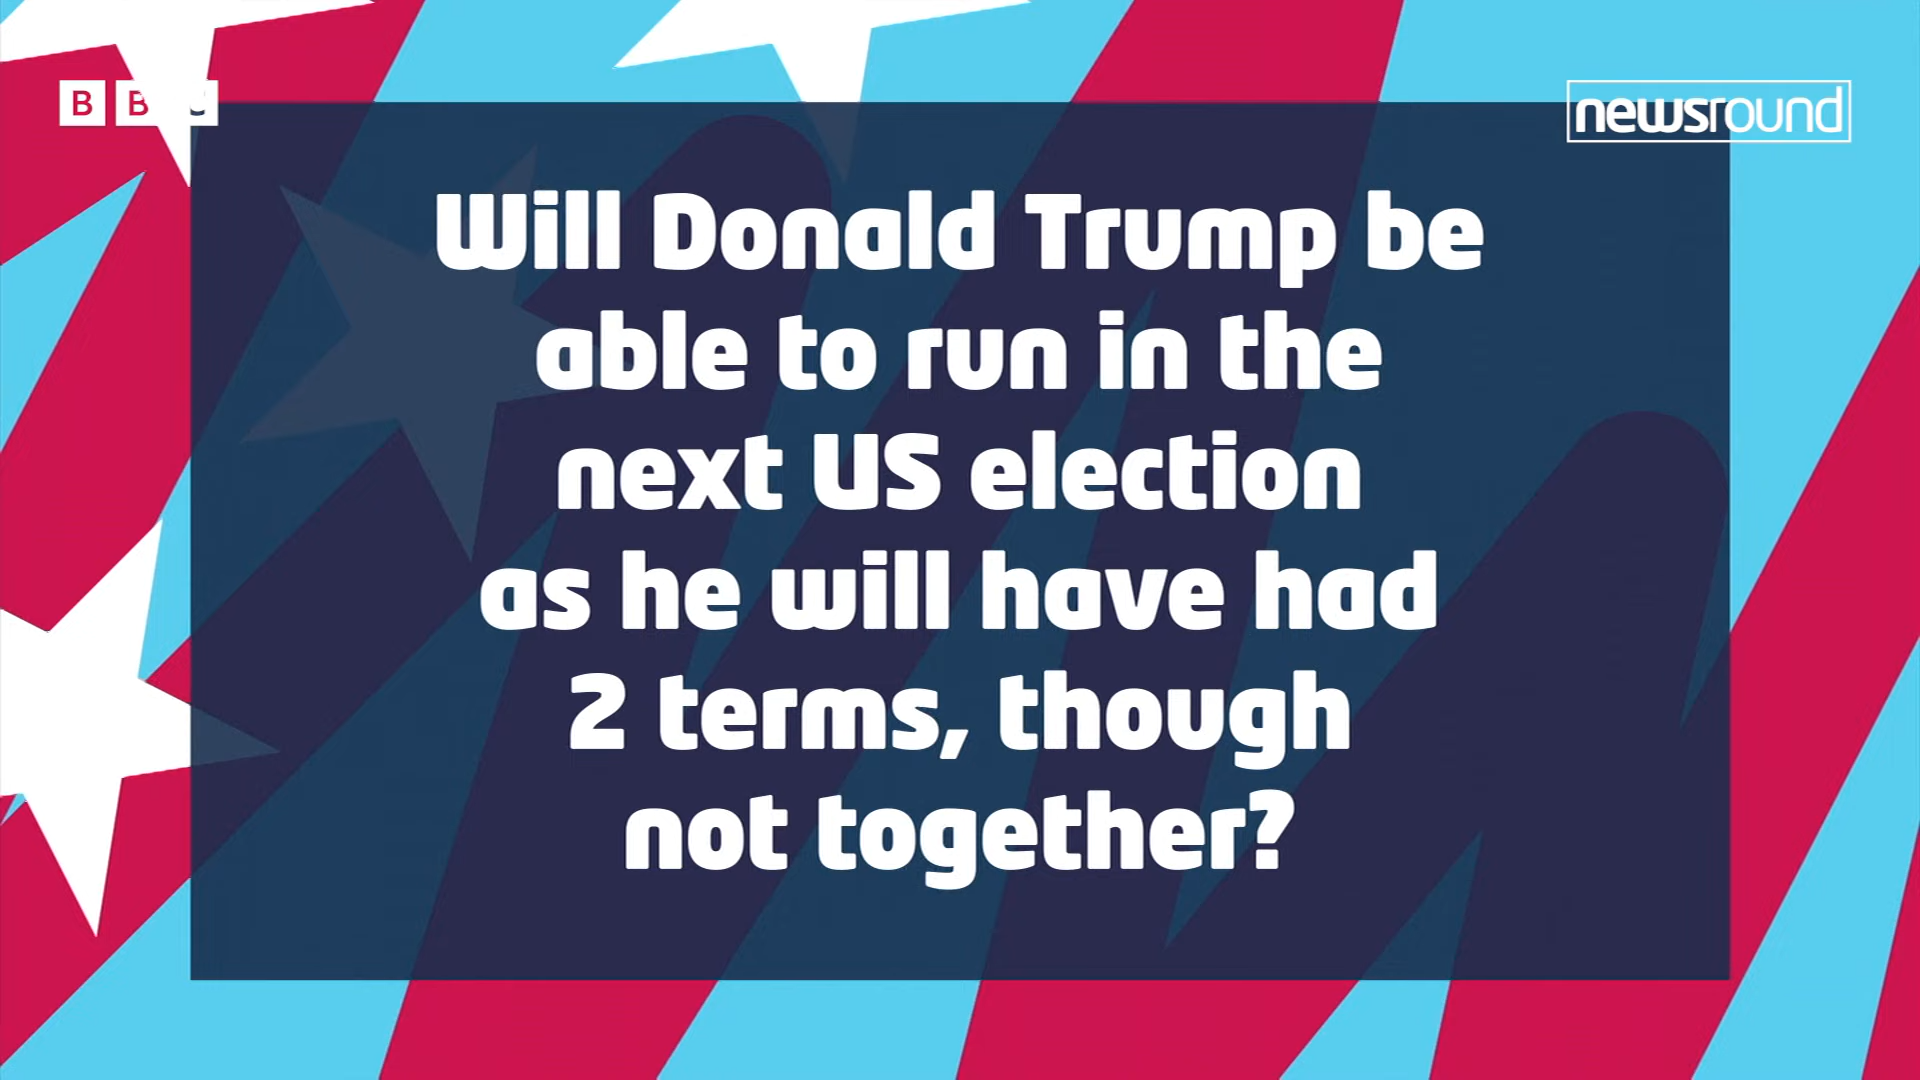 BBC
newsround
Will Donald Trump be
able to run in the
next US election
as he will have had
2 terms, though
not together?